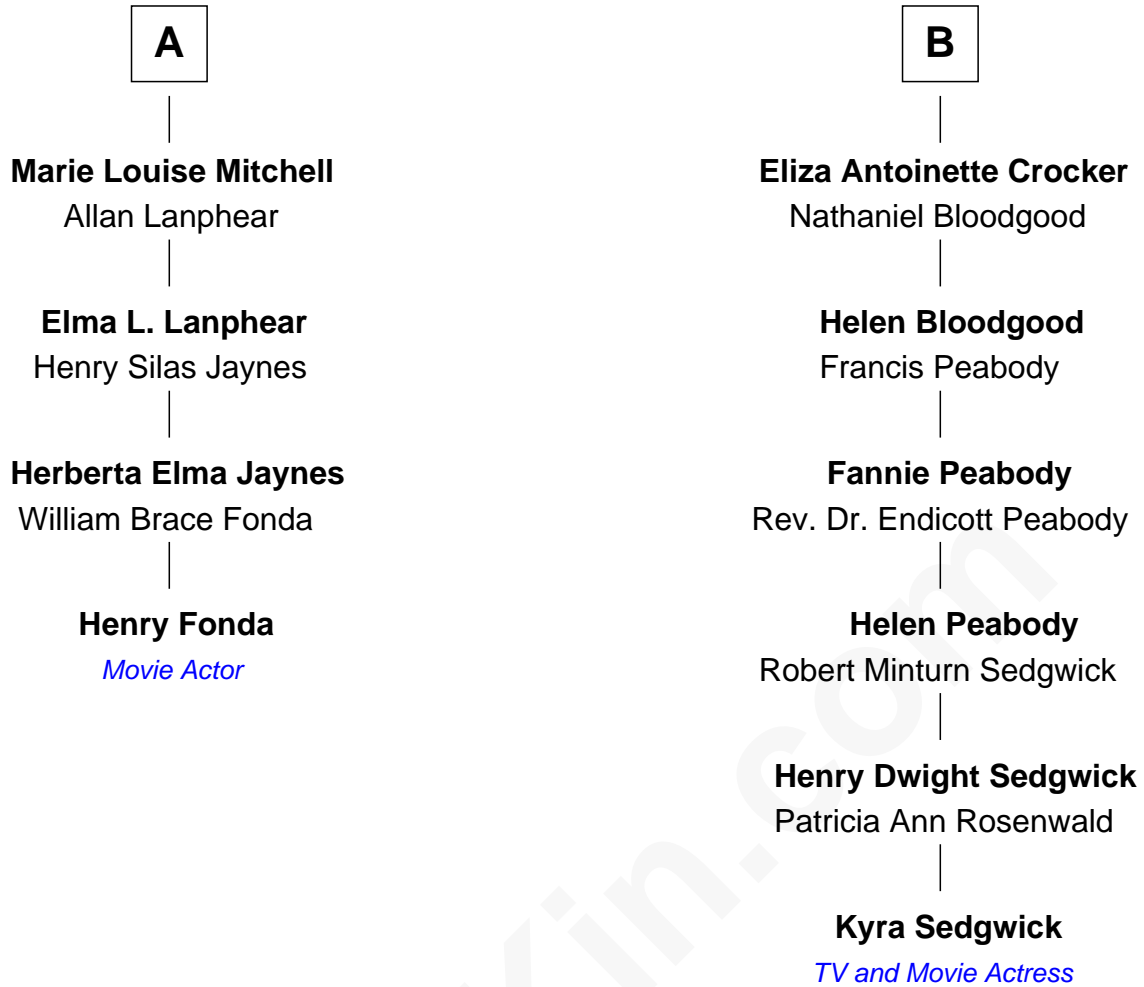 A
Marie Louise Mitchell
Allan Lanphear
Elma L. Lanphear
Henry Silas Jaynes
Herberta Elma Jaynes
William Brace Fonda
Henry Fonda
Movie Actor
B
Eliza Antoinette Crocker
Nathaniel Bloodgood
Helen Bloodgood
Francis Peabody
Fannie Peabody
Rev. Dr. Endicott Peabody
Helen Peabody
Robert Minturn Sedgwick
Henry Dwight Sedgwick
Patricia Ann Rosenwald
Kyra Sedgwick
TV and Movie Actress
Kin.com